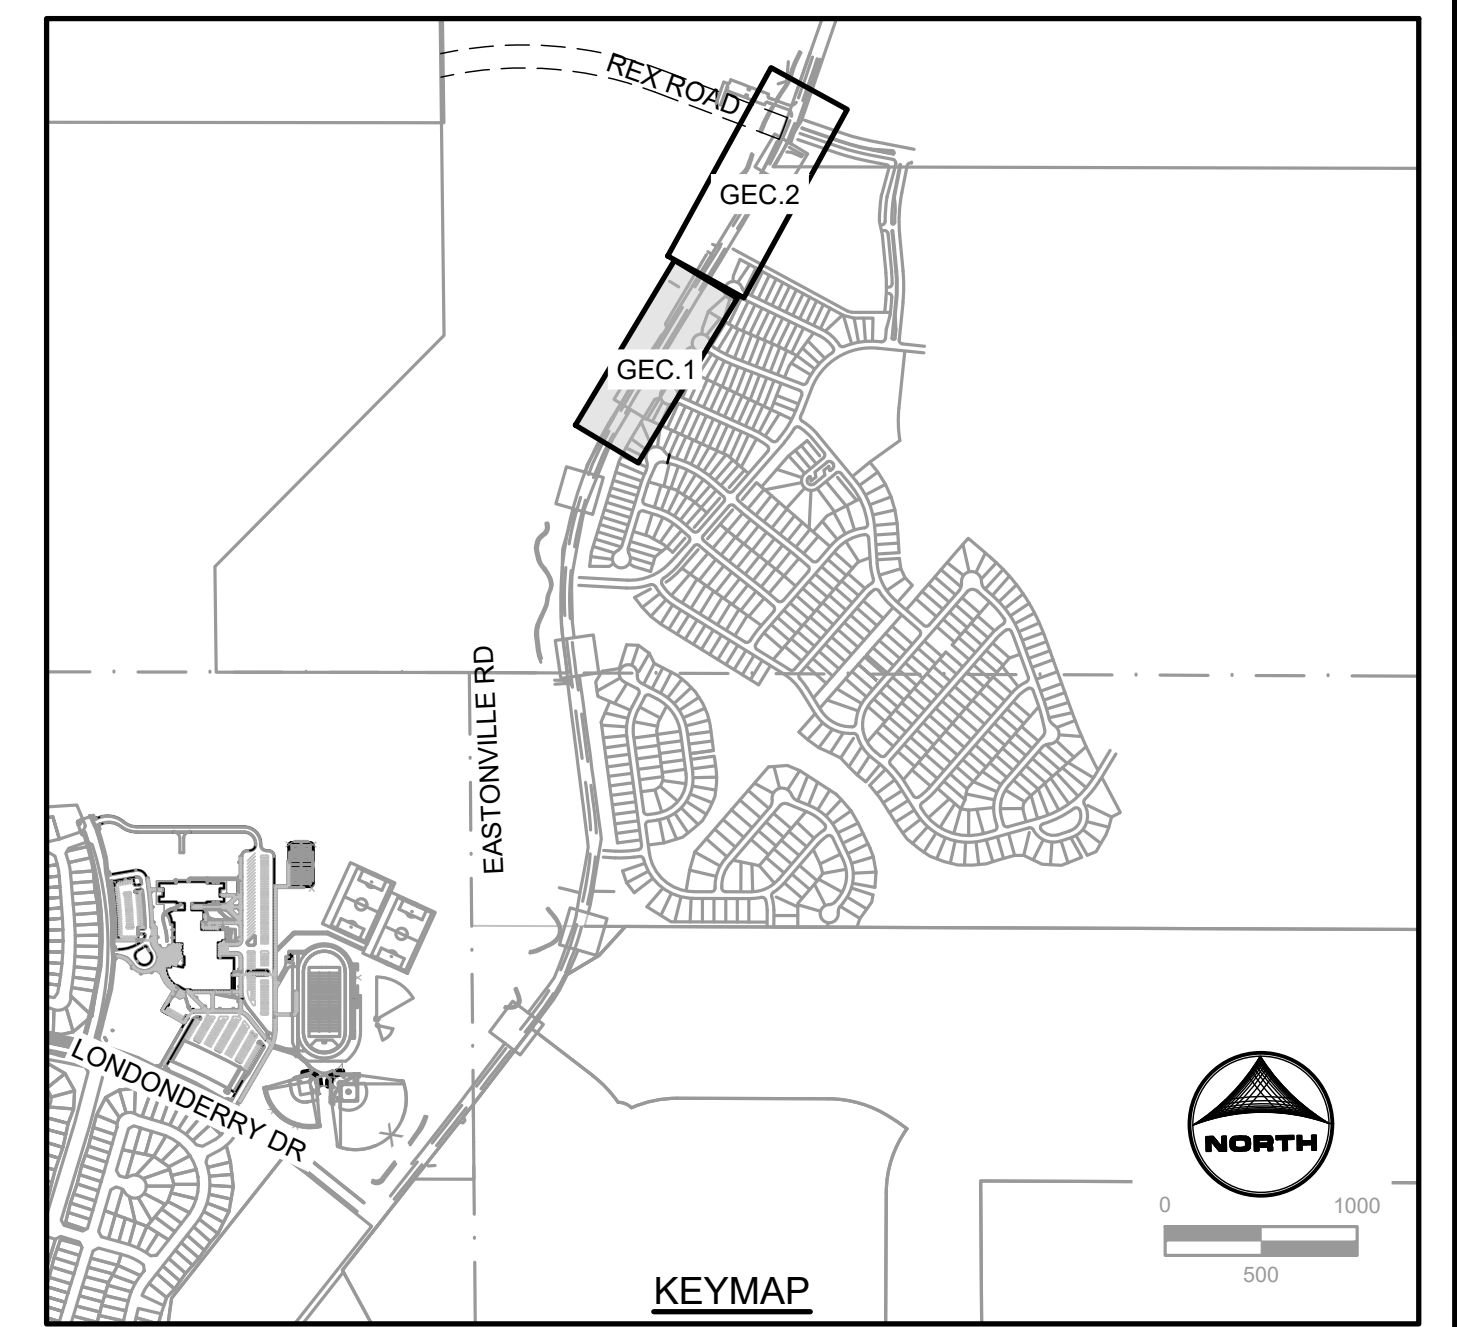 REX ROAD
GEC.2
GEC.1
EASTONVILLE RD
LONDONDERRY DR
NORTH
0 1000
500
KEYMAP